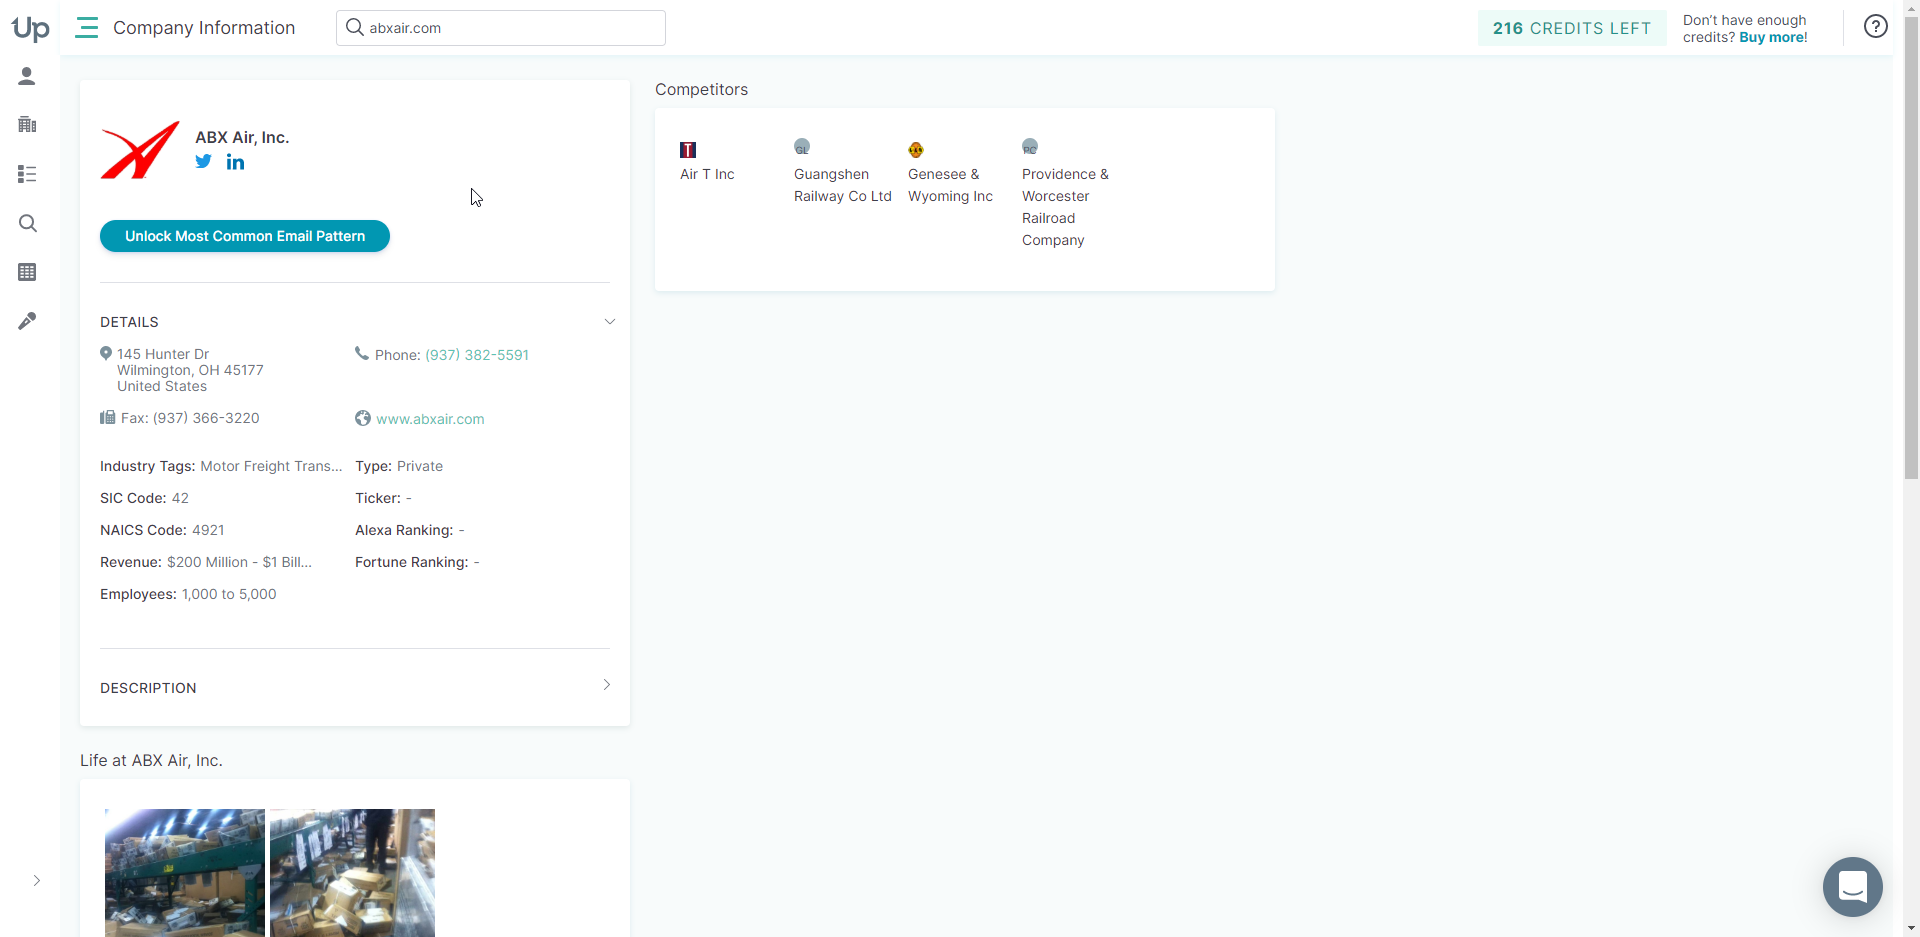 Up
Company Information
abxair.com
216 CREDITS LEFT
Don't have enough
credits? Buy more!
?
ABX Air, Inc.
in
Unlock Most Common Email Pattern
DETAILS
145 Hunter Dr
Wilmington, OH 45177
United States
Phone: (937) 382-5591
Fax: (937) 366-3220
www.abxair.com
Industry Tags: Motor Freight Trans...
Type: Private
SIC Code: 42
Ticker: -
NAICS Code: 4921
Alexa Ranking: -
Revenue: $200 Million - $1 Bill...
Fortune Ranking: -
Employees: 1,000 to 5,000
DESCRIPTION
Life at ABX Air, Inc.
Competitors
T
Air T Inc
GL
Guangshen
Railway Co Ltd
Genesee &
Wyoming Inc
PC
Providence &
Worcester
Railroad
Company